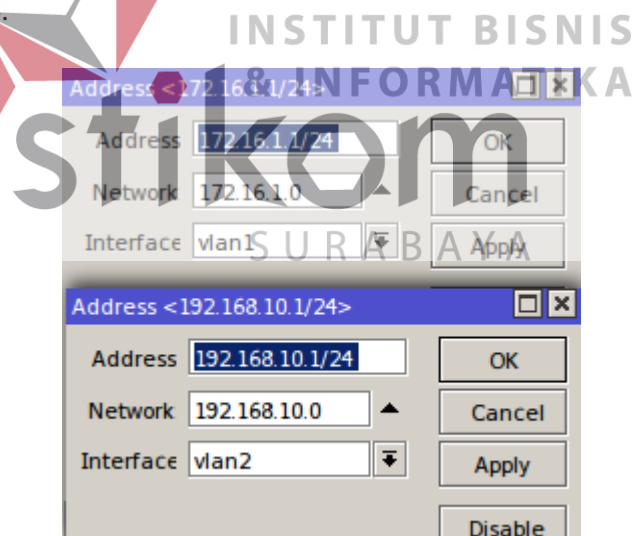 INSTITUT BISNIS
& INFORMATIKA
stikom
SURABAYA
Address <172.16.1.1/24>
Address 172.16.1.1/24 OK
Network 172.16.1.0 Cancel
Interface vlan1 Apply
Address <192.168.10.1/24>
Address 192.168.10.1/24 OK
Network 192.168.10.0 Cancel
Interface vlan2 Apply
Disable